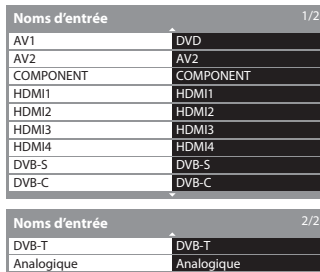 Noms d'entrée 1/2
AV1 DVD
AV2 AV2
COMPONENT COMPONENT
HDMI1 HDMI1
HDMI2 HDMI2
HDMI3 HDMI3
HDMI4 HDMI4
DVB-S DVB-S
DVB-C DVB-C
Noms d'entrée 2/2
DVB-T DVB-T
Analogique Analogique